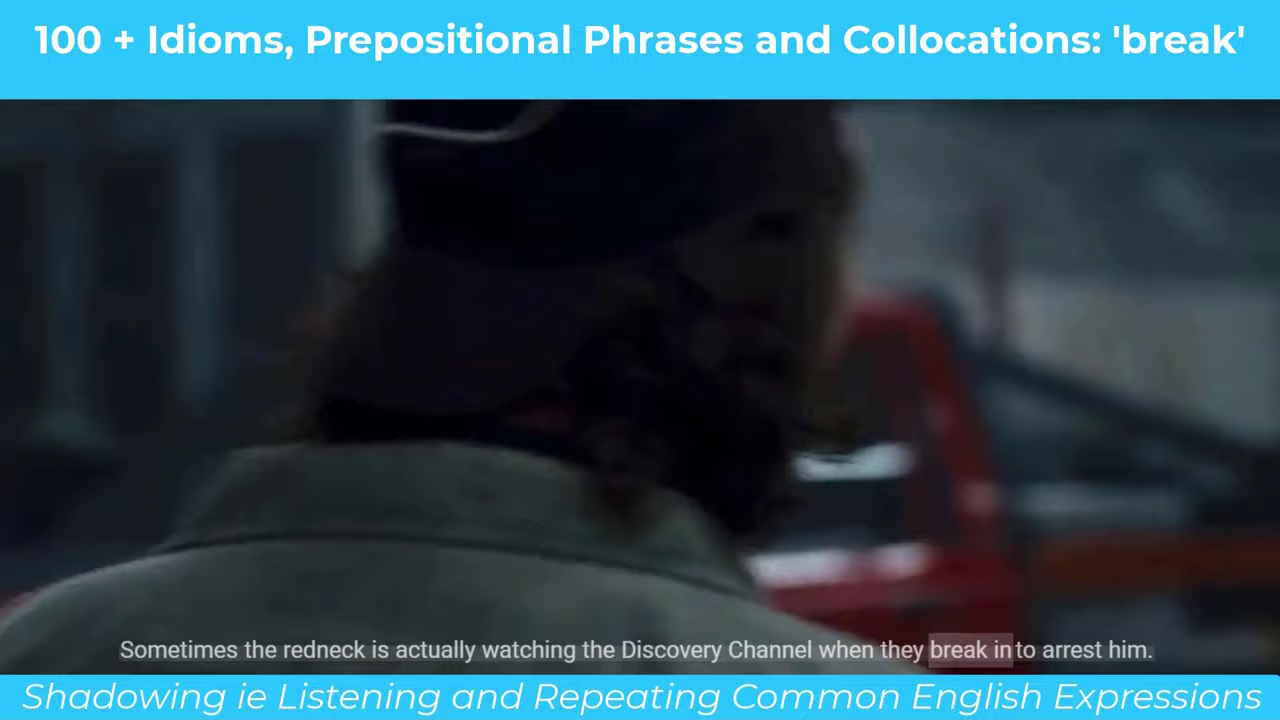 100 + Idioms, Prepositional Phrases and Collocations: 'break'
Sometimes the redneck is actually watching the Discovery Channel when they break in to arrest him.
Shadowing ie Listening and Repeating Common English Expressions